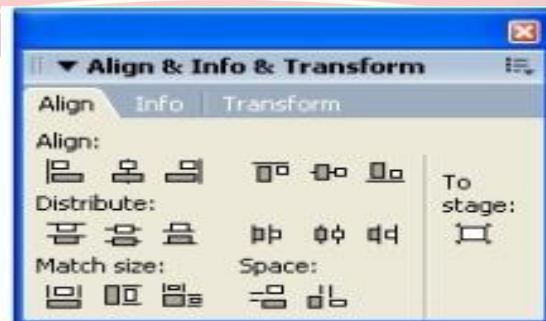 Align & Info & Transform
Align Info Transform
Align:
To stage:
Distribute:
Match size: Space: